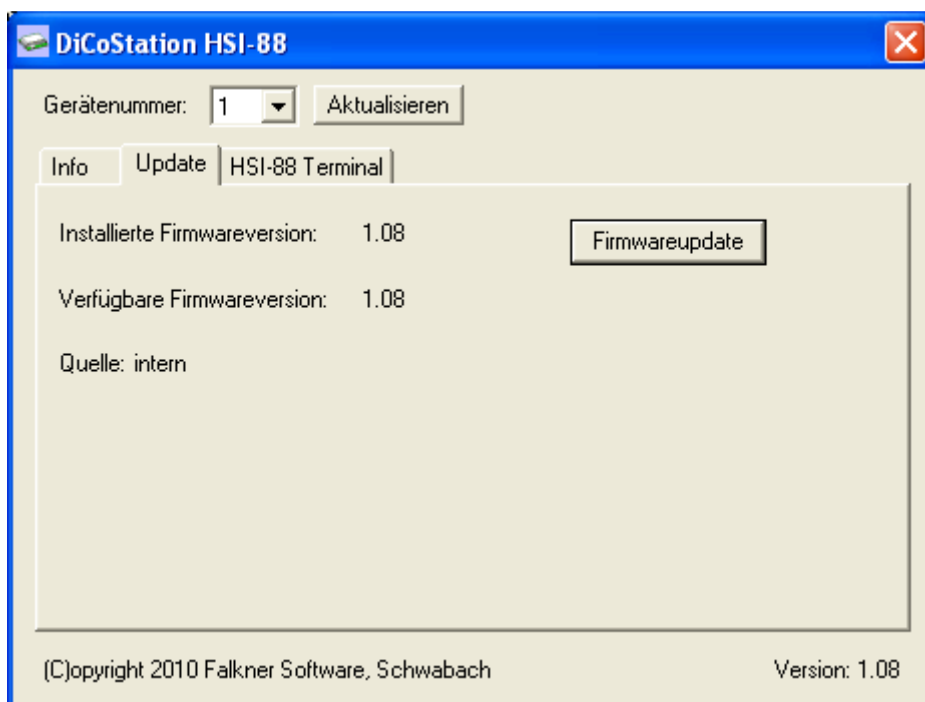 DiCoStation HSI-88
Gerätenummer: 1 Aktualisieren
Info Update HSI-88 Terminal
Installierte Firmwareversion: 1.08 Firmwareupdate
Verfügbare Firmwareversion: 1.08
Quelle: intern
(C)opyright 2010 Falkner Software, Schwabach Version: 1.08